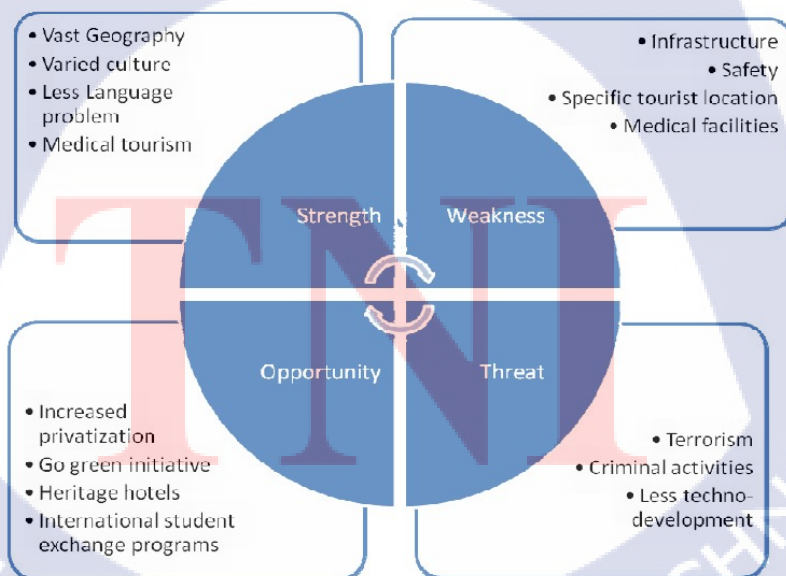 • Vast Geography
• Varied culture
• Less Language
problem
• Medical tourism
• Infrastructure
• Safety
• Specific tourist location
• Medical facilities
Strength
Weakness
Opportunity
Threat
• Increased
privatization
• Go green initiative
• Heritage hotels
• International student
exchange programs
• Terrorism
• Criminal activities
• Less techno-
development
TNI